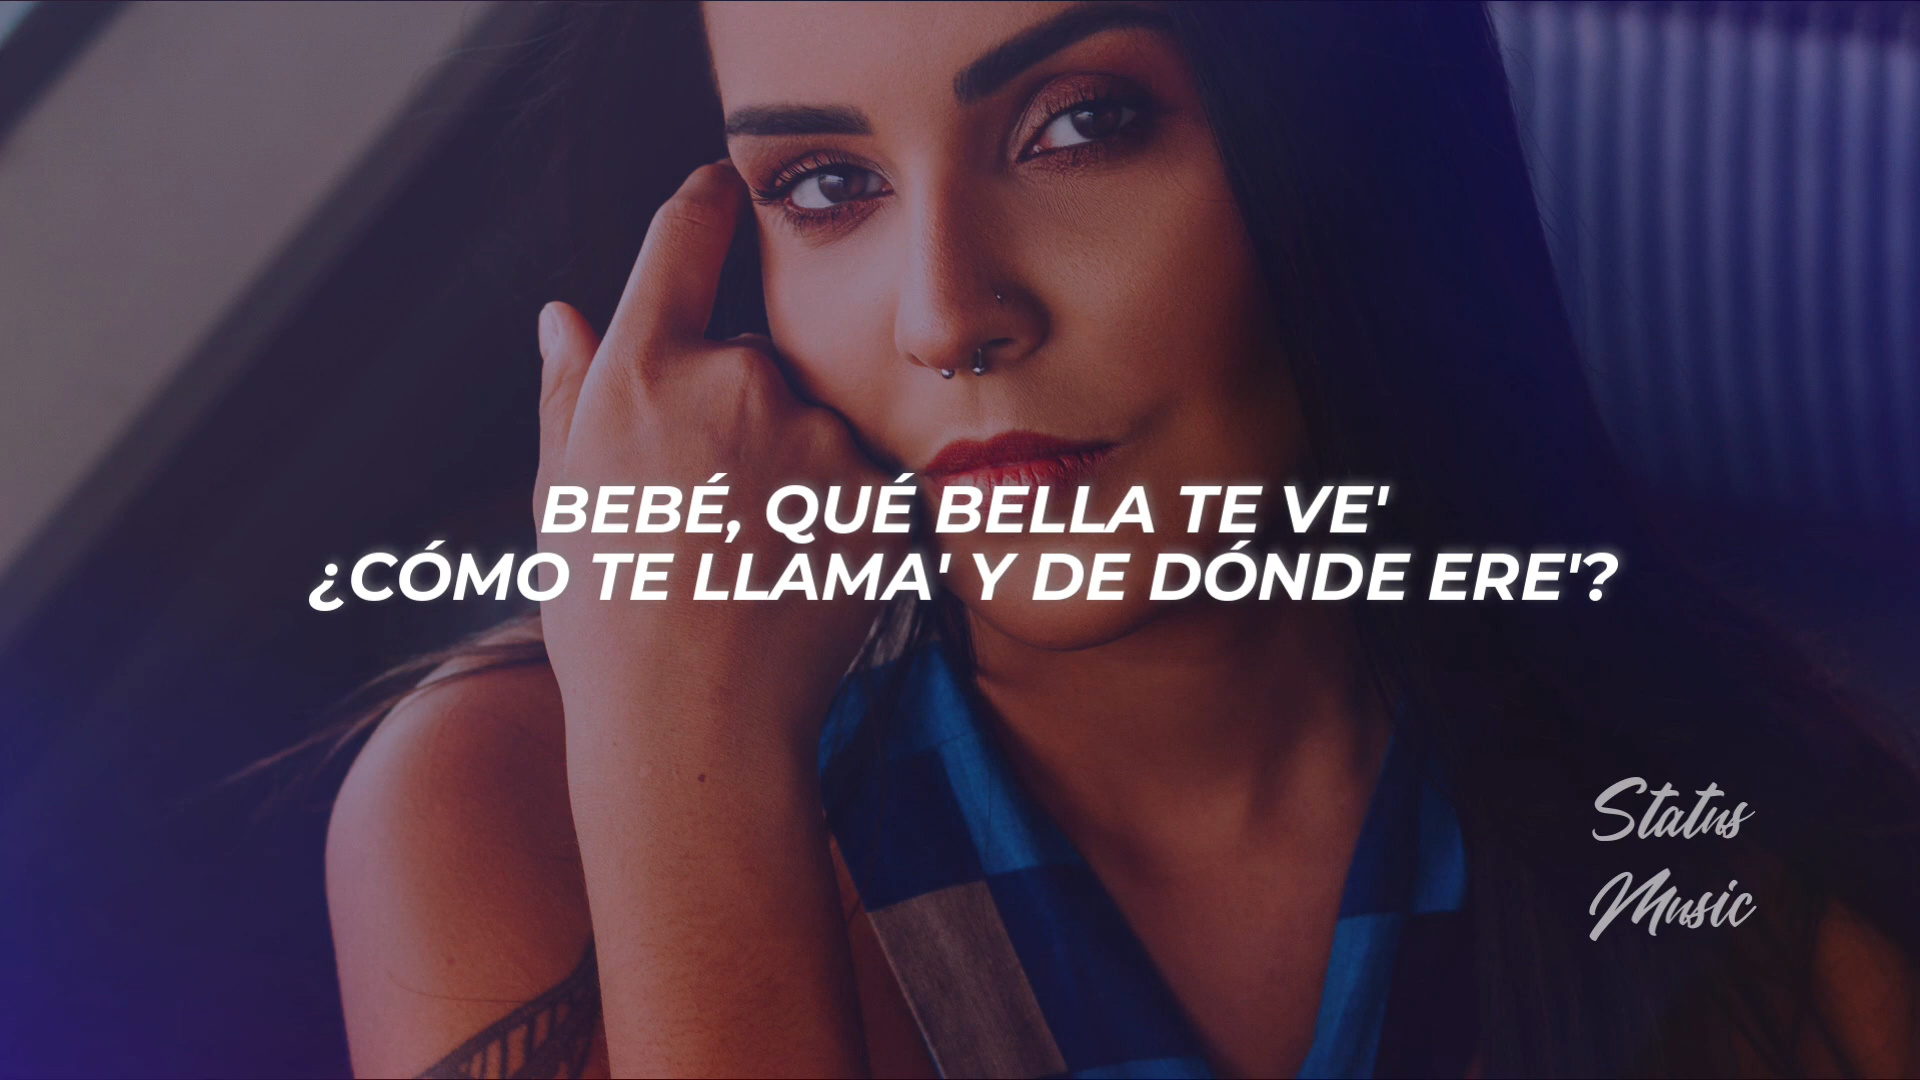 BEBÉ, QUÉ BELLA TE VE'
¿CÓMO TE LLAMA' Y DE DÓNDE ERE'?
Status
Music